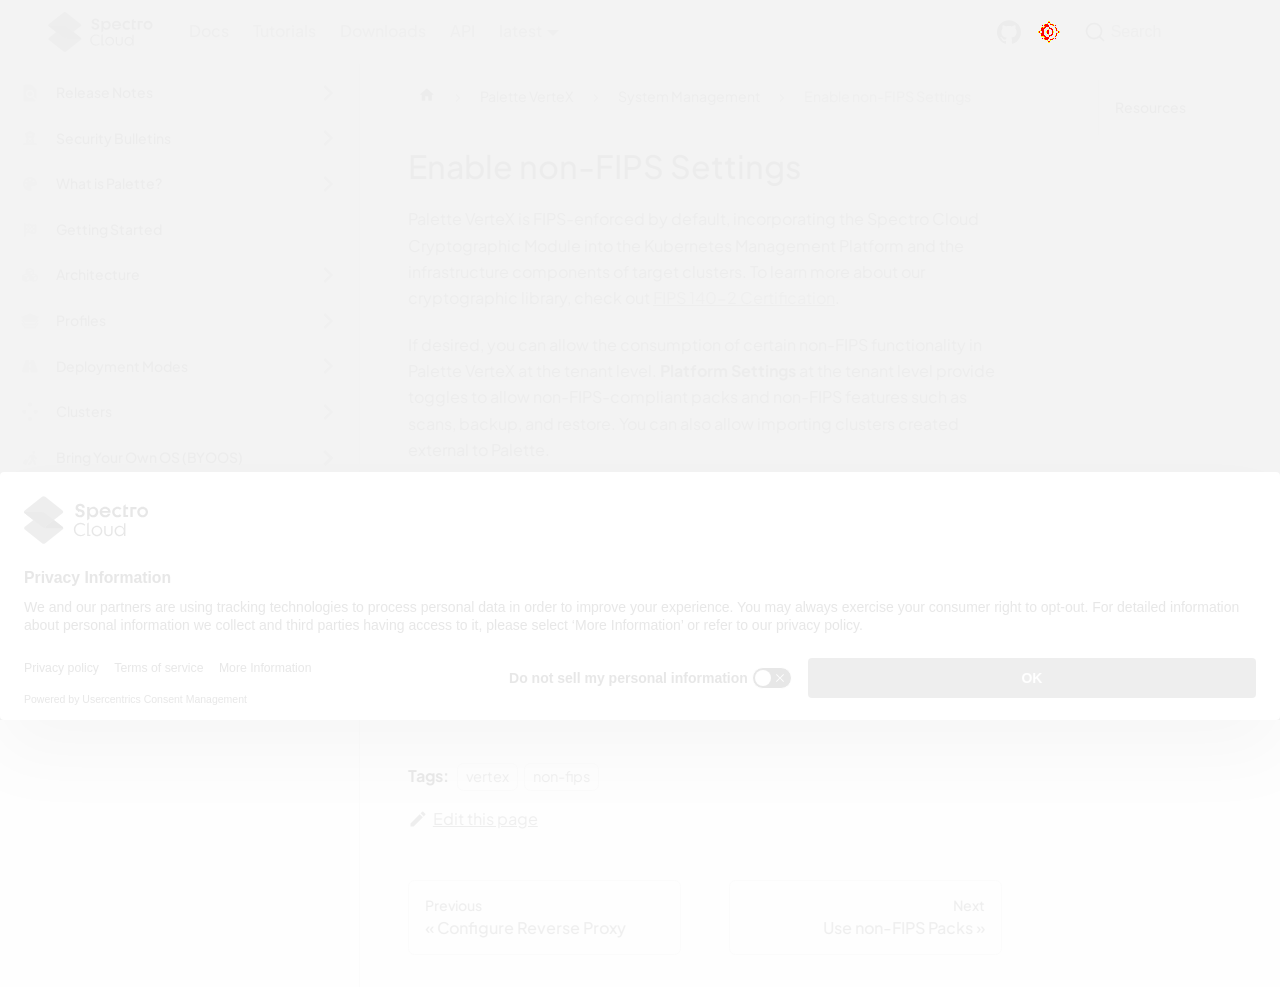 Spectro Cloud
Docs Tutorials Downloads API latest
Search
Release Notes
Security Bulletins
What is Palette?
Getting Started
Architecture
Profiles
Deployment Modes
Clusters
Bring Your Own OS (BYOOS)
Palette VerteX
System Management
Enable non-FIPS Settings
Resources
Enable non-FIPS Settings
Palette VerteX is FIPS-enforced by default, incorporating the Spectro Cloud
Cryptographic Module into the Kubernetes Management Platform and the
infrastructure components of target clusters. To learn more about our
cryptographic library, check out FIPS 140-2 Certification.
If desired, you can allow the consumption of certain non-FIPS functionality in
Palette VerteX at the tenant level. Platform Settings at the tenant level provide
toggles to allow non-FIPS-compliant packs and non-FIPS features such as
scans, backup, and restore. You can also allow importing clusters created
external to Palette.
Spectro
Cloud
Privacy Information
We and our partners are using tracking technologies to process personal data in order to improve your experience. You may always exercise your consumer right to opt-out. For detailed information
about personal information we collect and third parties having access to it, please select ‘More Information’ or refer to our privacy policy.
Privacy policy Terms of service More Information
Do not sell my personal information
OK
Powered by Usercentrics Consent Management
Tags: vertex non-fips
Edit this page
Previous
« Configure Reverse Proxy
Next
Use non-FIPS Packs »